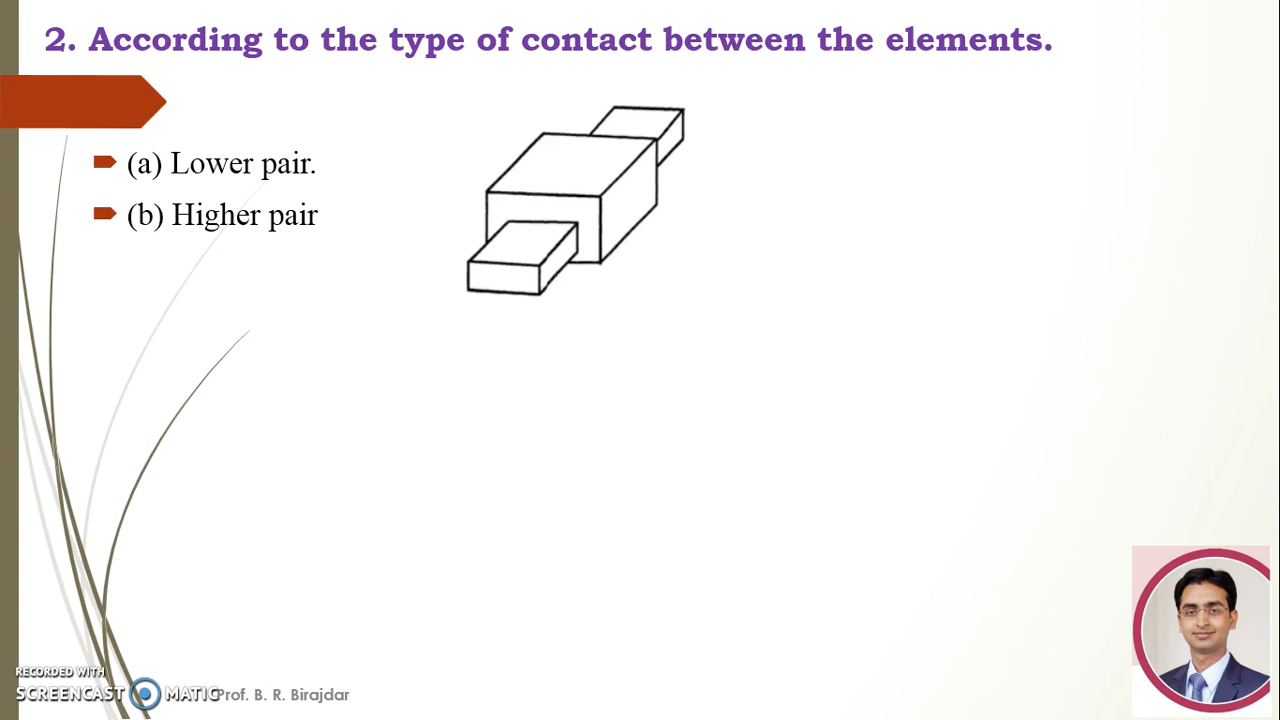 2. According to the type of contact between the elements.
(a) Lower pair.
(b) Higher pair
RECORDED WITH
SCREENCAST MATIC
Prof. B. R. Birajdar